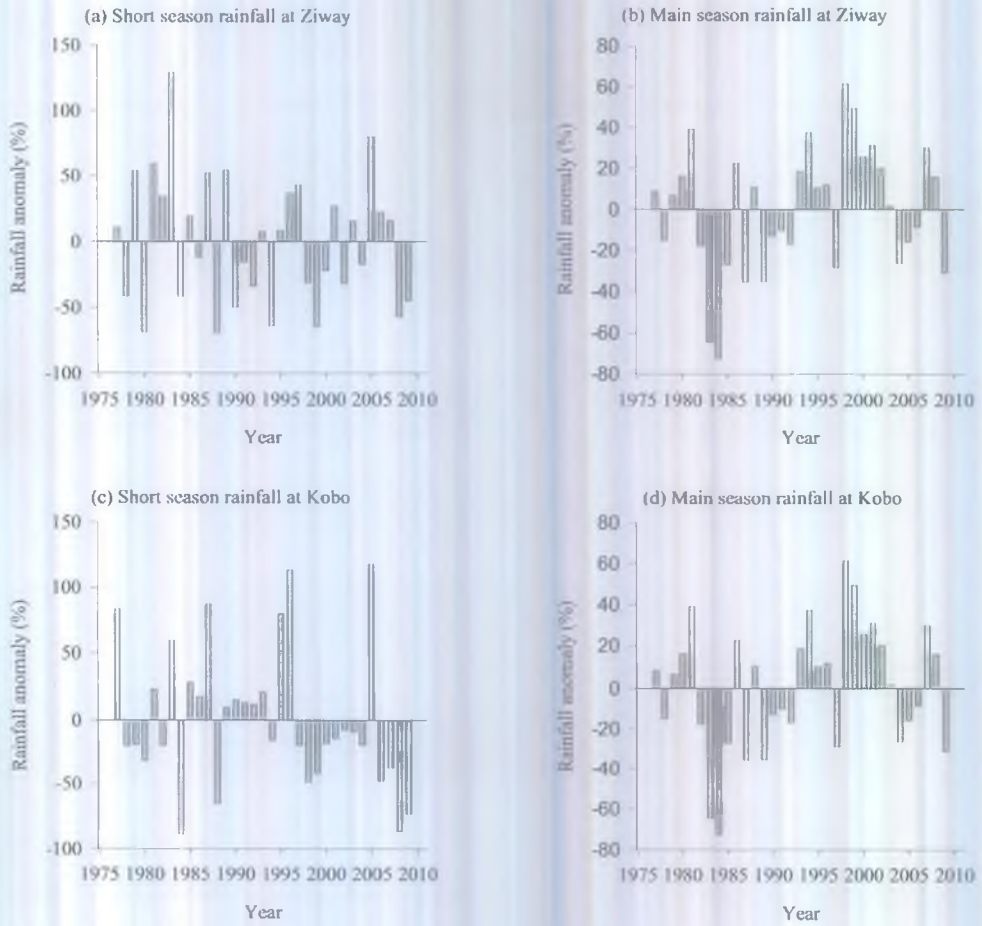 (a) Short season rainfall at Ziway
150
100
50
0
-50
-100
Rainfall anomaly (%)
1975 1980 1985 1990 1995 2000 2005 2010
Year
(b) Main season rainfall at Ziway
80
60
40
20
0
-20
-40
-60
-80
Rainfall anomaly (%)
1975 1980 1985 1990 1995 2000 2005 2010
Year
(c) Short season rainfall at Kobo
150
100
50
0
-50
-100
Rainfall anomaly (%)
1975 1980 1985 1990 1995 2000 2005 2010
Year
(d) Main season rainfall at Kobo
80
60
40
20
0
-20
-40
-60
-80
Rainfall anomaly (%)
1975 1980 1985 1990 1995 2000 2005 2010
Year